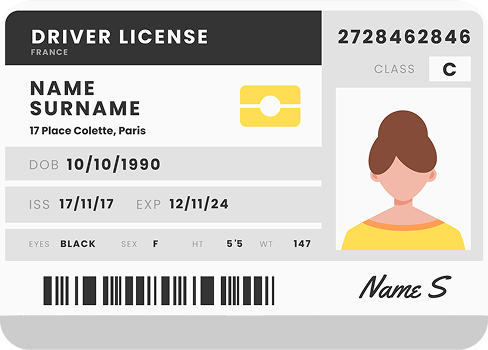 DRIVER LICENSE
FRANCE
2728462846
CLASS C
NAME
SURNAME
17 Place Colette, Paris
DOB 10/10/1990
ISS 17/11/17 EXP 12/11/24
EYES BLACK SEX F HT 5'5 WT 147
Name S